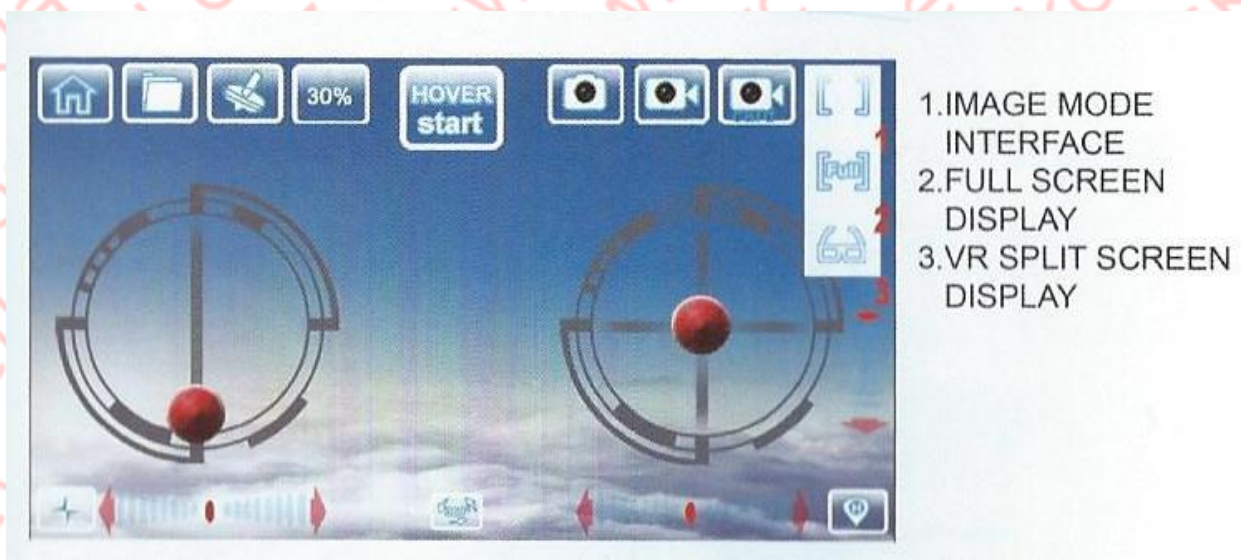 30%
HOVER
start
1
[Full]
2
3
1.IMAGE MODE
INTERFACE
2.FULL SCREEN
DISPLAY
3.VR SPLIT SCREEN
DISPLAY